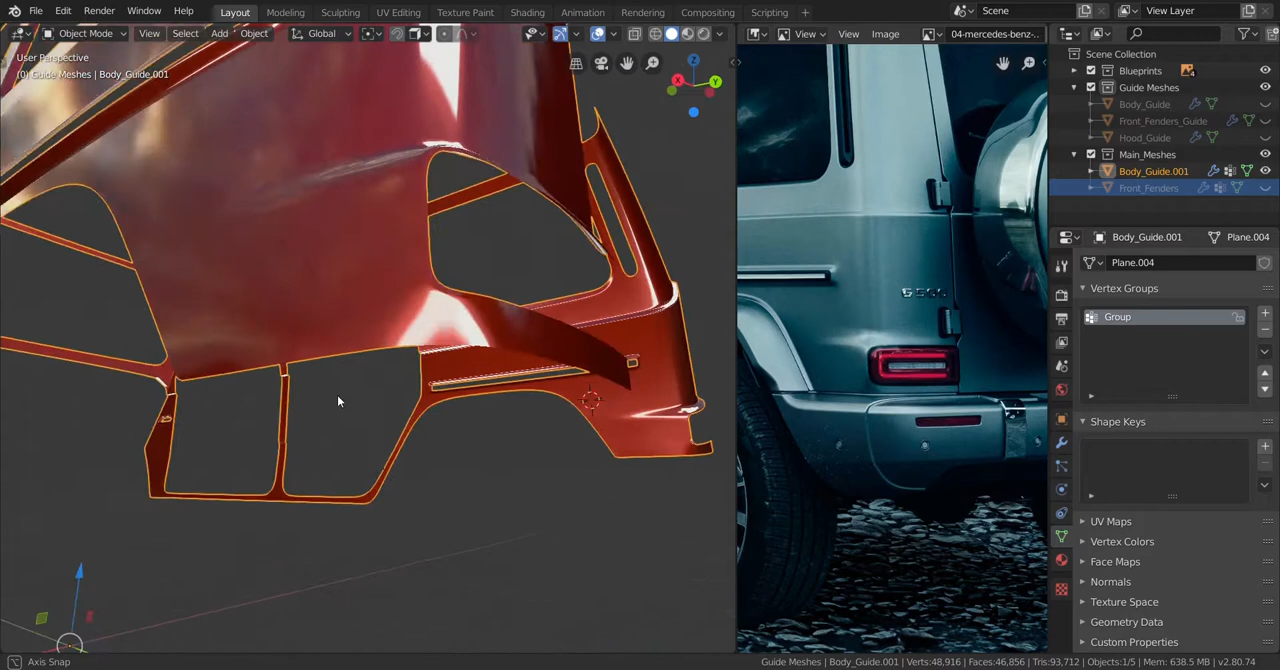 File Edit Render Window Help Layout Modeling Sculpting UV Editing Texture Paint Shading Animation Rendering Compositing Scripting + Scene View Layer
Object Mode View Select Add Object Global View View Image 04-mercedes-benz-..
User Perspective
(0) Guide Meshes | Body_Guide.001
Z
X
Y
G 500
Scene Collection
Blueprints 4
Guide Meshes
Body_Guide
Front_Fenders_Guide
Hood_Guide
Main_Meshes
Body_Guide.001
Front_Fenders
Body_Guide.001 Plane.004
Plane.004
Vertex Groups
Group
Shape Keys
UV Maps
Vertex Colors
Face Maps
Normals
Texture Space
Geometry Data
Custom Properties
Axis Snap
Guide Meshes | Body_Guide.001 | Verts:48,916 | Faces:46,856 | Tris:93,712 | Objects:1/5 | Mem: 638.5 MB | v2.80.74